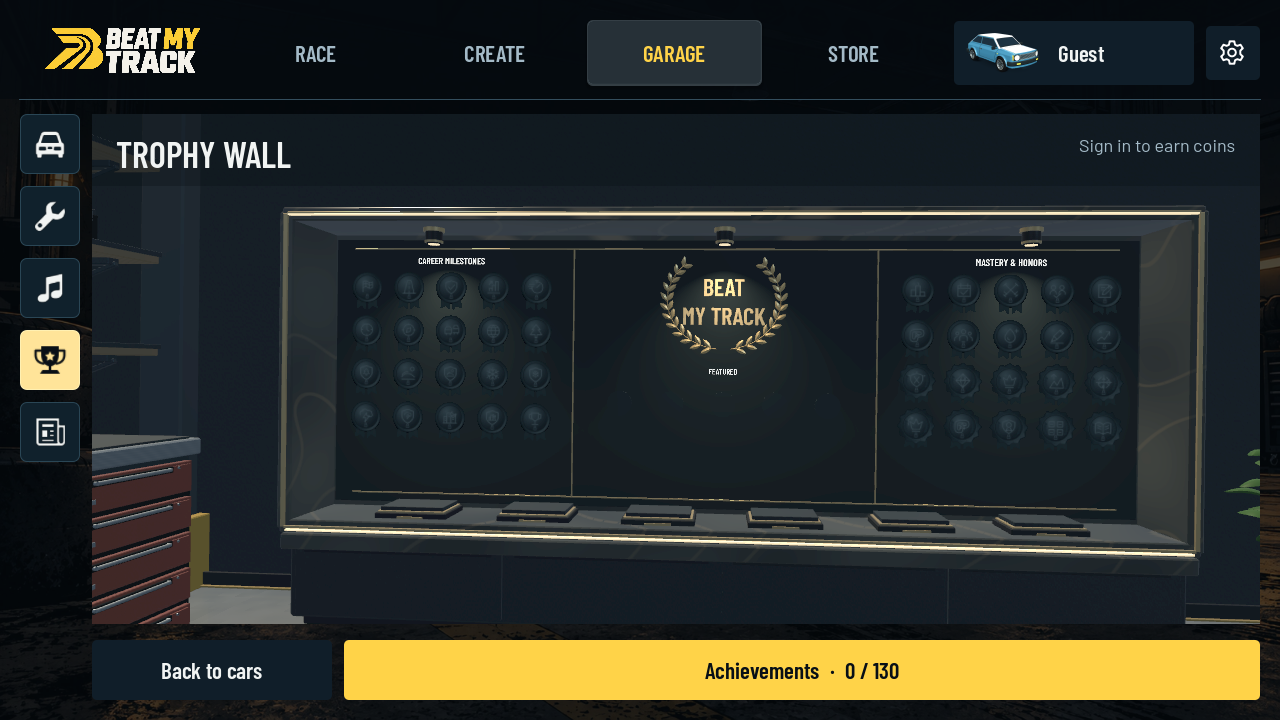 BEAT MY
TRACK
RACE
CREATE
GARAGE
STORE
Guest
TROPHY WALL
Sign in to earn coins
CAREER MILESTONES
BEAT
MY TRACK
FEATURED
MASTERY & HONORS
Back to cars
Achievements · 0 / 130